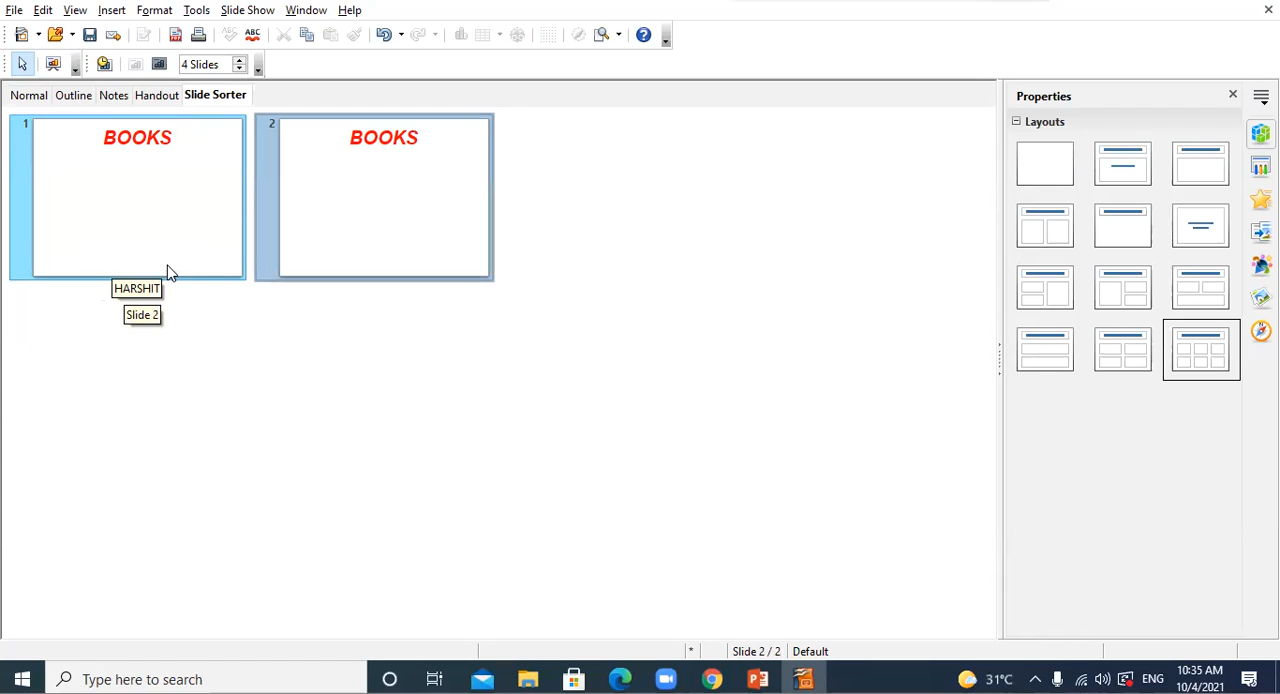 File Edit View Insert Format Tools Slide Show Window Help
ABC
4 Slides
Normal Outline Notes Handout Slide Sorter
Properties
Layouts
1 BOOKS
2 BOOKS
HARSHIT
Slide 2
* Slide 2 / 2 Default
Type here to search
31°C ENG
10:35 AM
10/4/2021